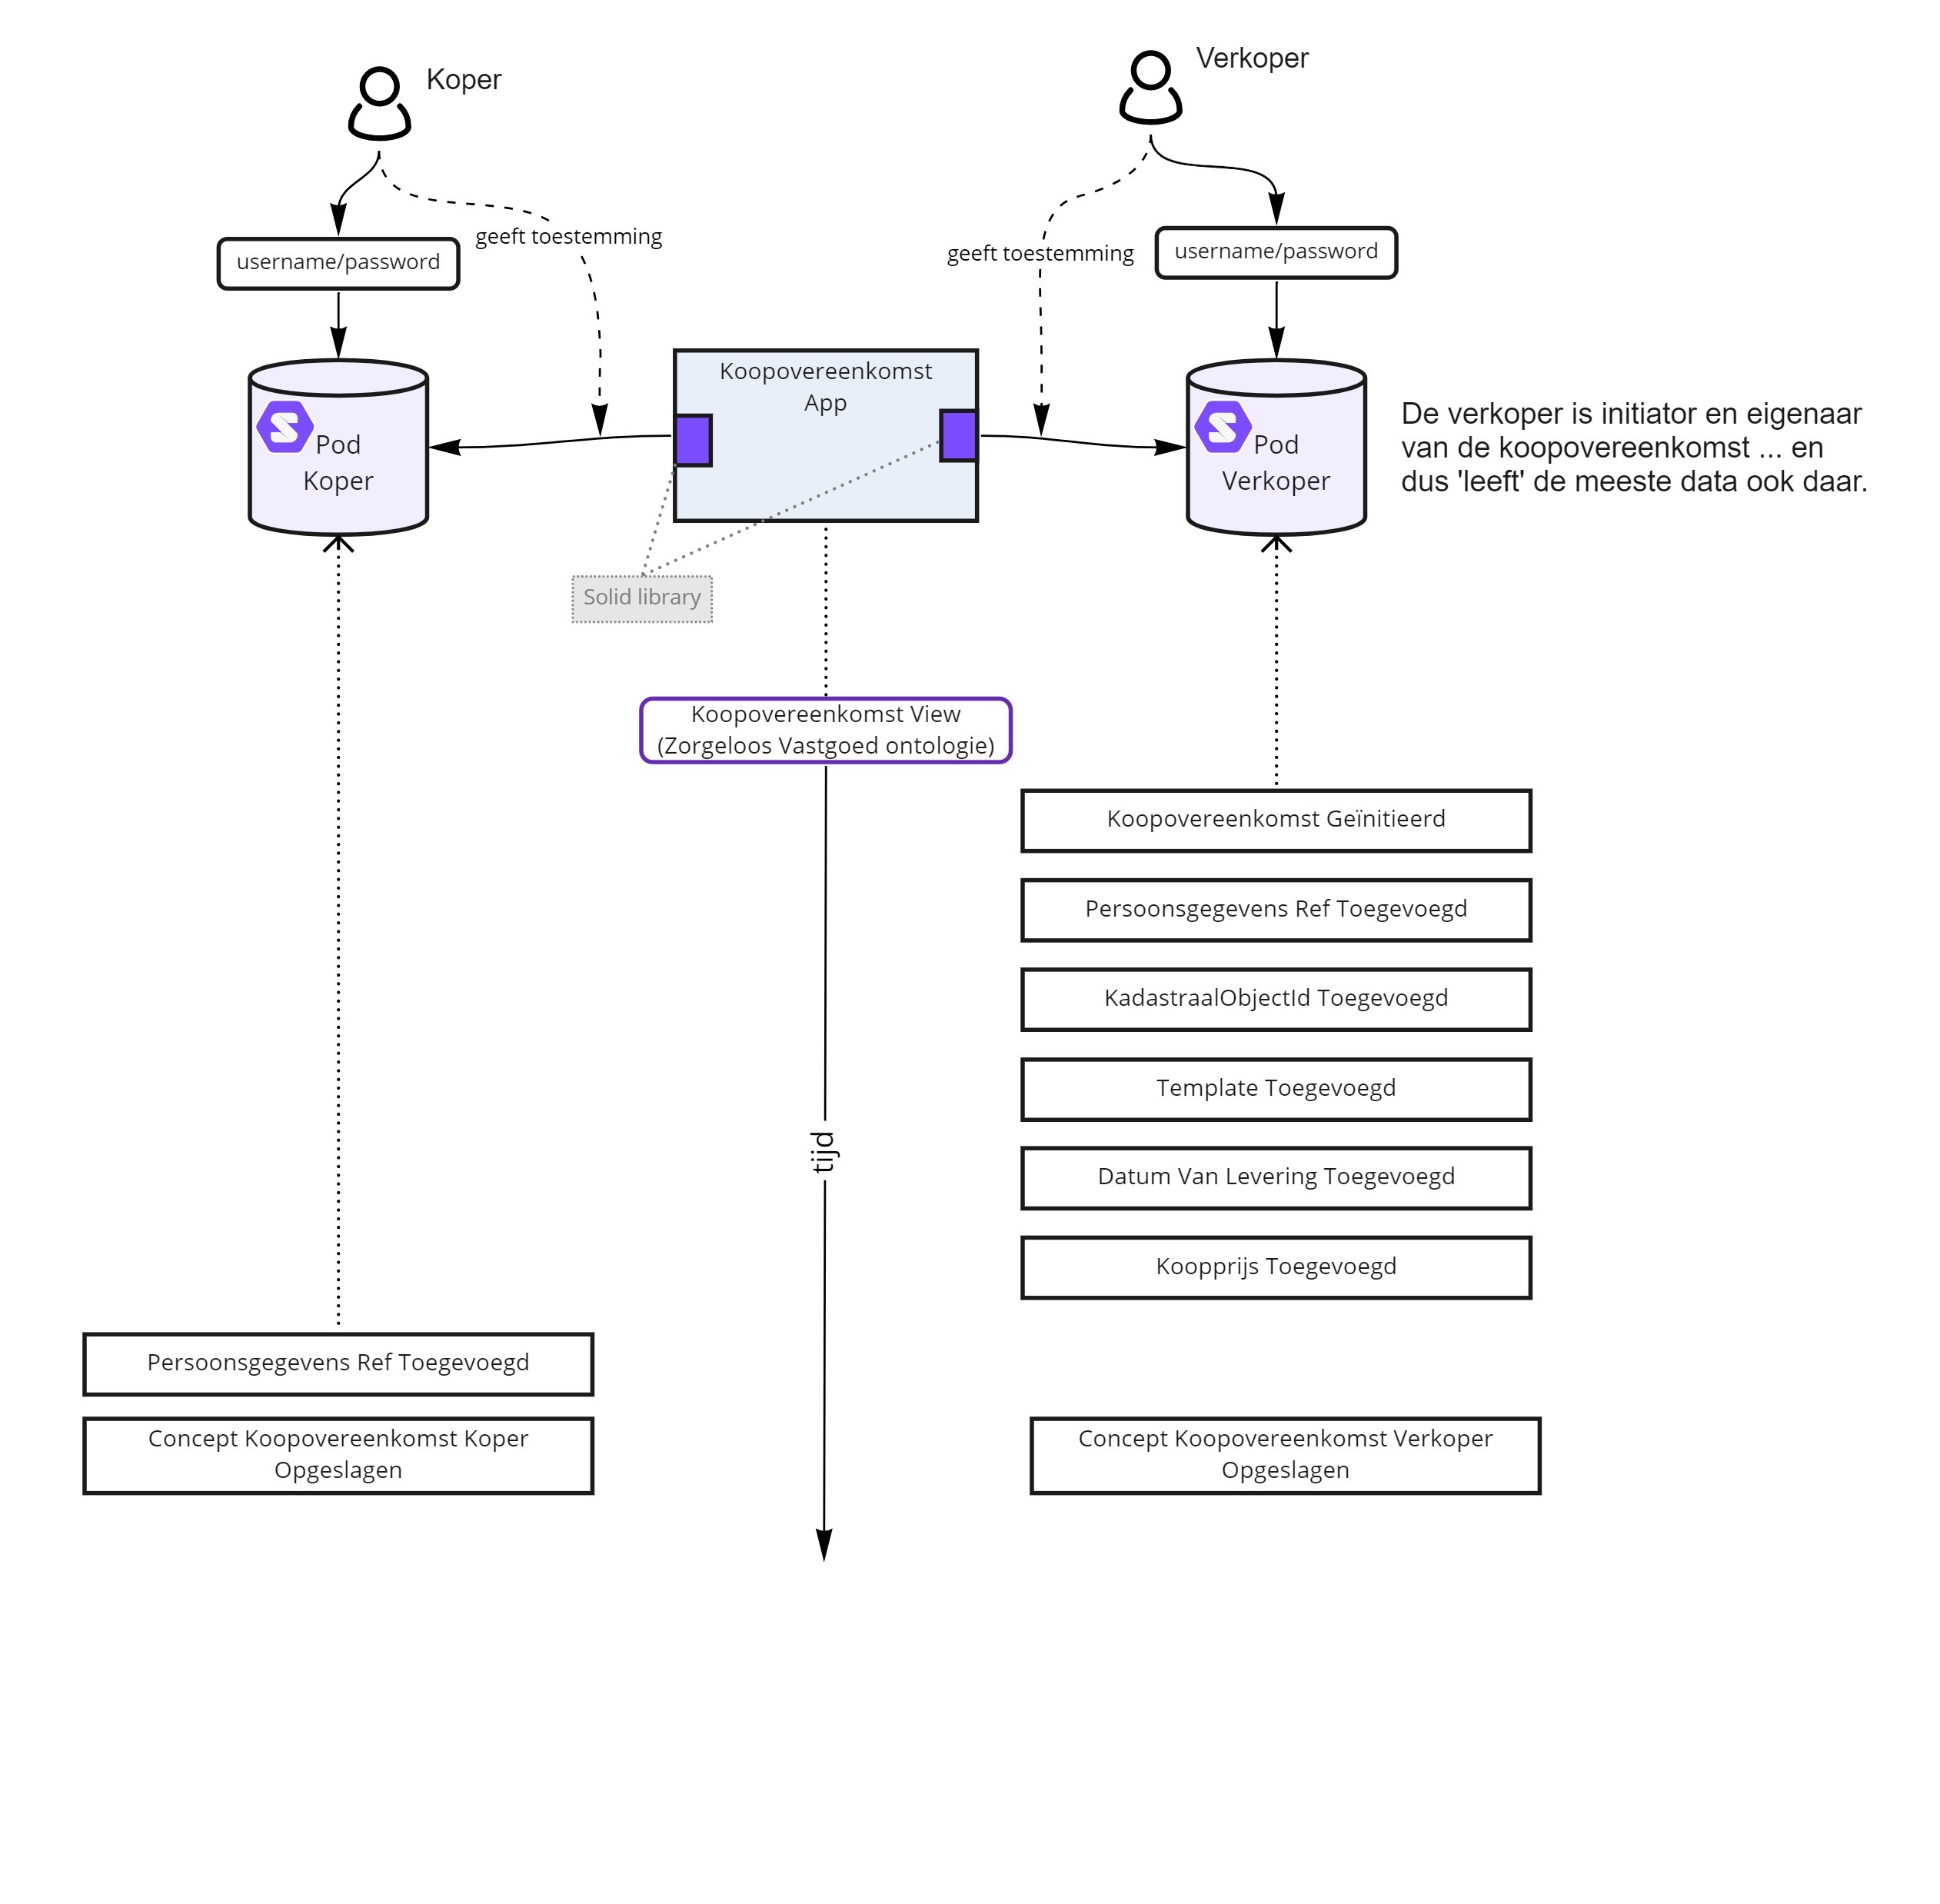 Koper
Verkoper
geeft toestemming
geeft toestemming
username/password
username/password
Koopovereenkomst
App
Pod
Koper
Pod
Verkoper
De verkoper is initiator en eigenaar
van de koopovereenkomst ... en
dus 'leeft' de meeste data ook daar.
Solid library
Koopovereenkomst View
(Zorgeloos Vastgoed ontologie)
Koopovereenkomst Geïnitieerd
Persoonsgegevens Ref Toegevoegd
KadastraalObjectId Toegevoegd
Template Toegevoegd
tijd
Datum Van Levering Toegevoegd
Koopprijs Toegevoegd
Persoonsgegevens Ref Toegevoegd
Concept Koopovereenkomst Koper
Opgeslagen
Concept Koopovereenkomst Verkoper
Opgeslagen